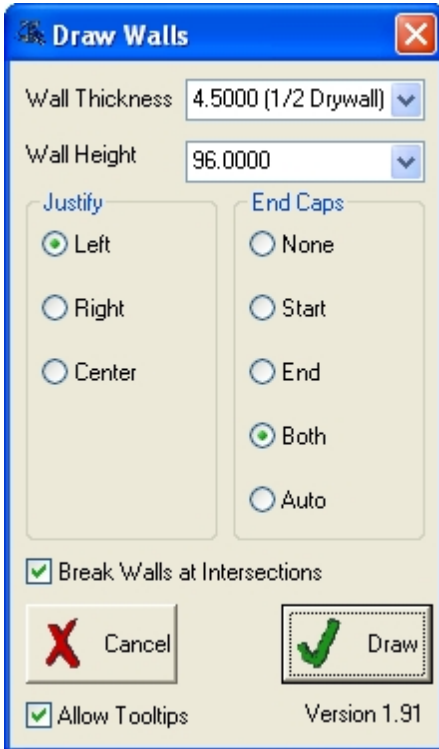 Draw Walls
Wall Thickness 4.5000 (1/2 Drywall)
Wall Height 96.0000
Justify
Left
Right
Center
End Caps
None
Start
End
Both
Auto
Break Walls at Intersections
Cancel
Draw
Allow Tooltips
Version 1.91